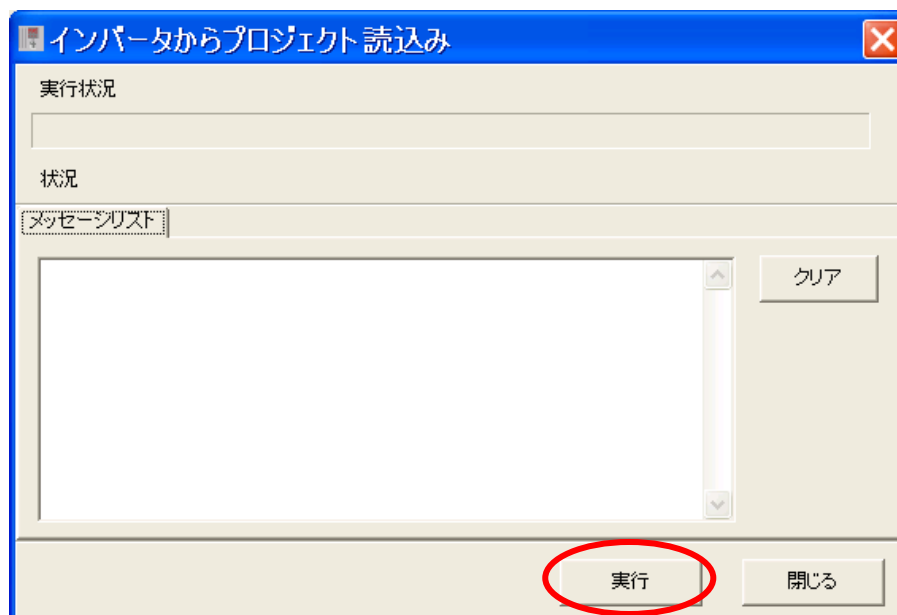 インバータからプロジェクト読込み
実行状況
状況
メッセージリスト
クリア
実行
閉じる